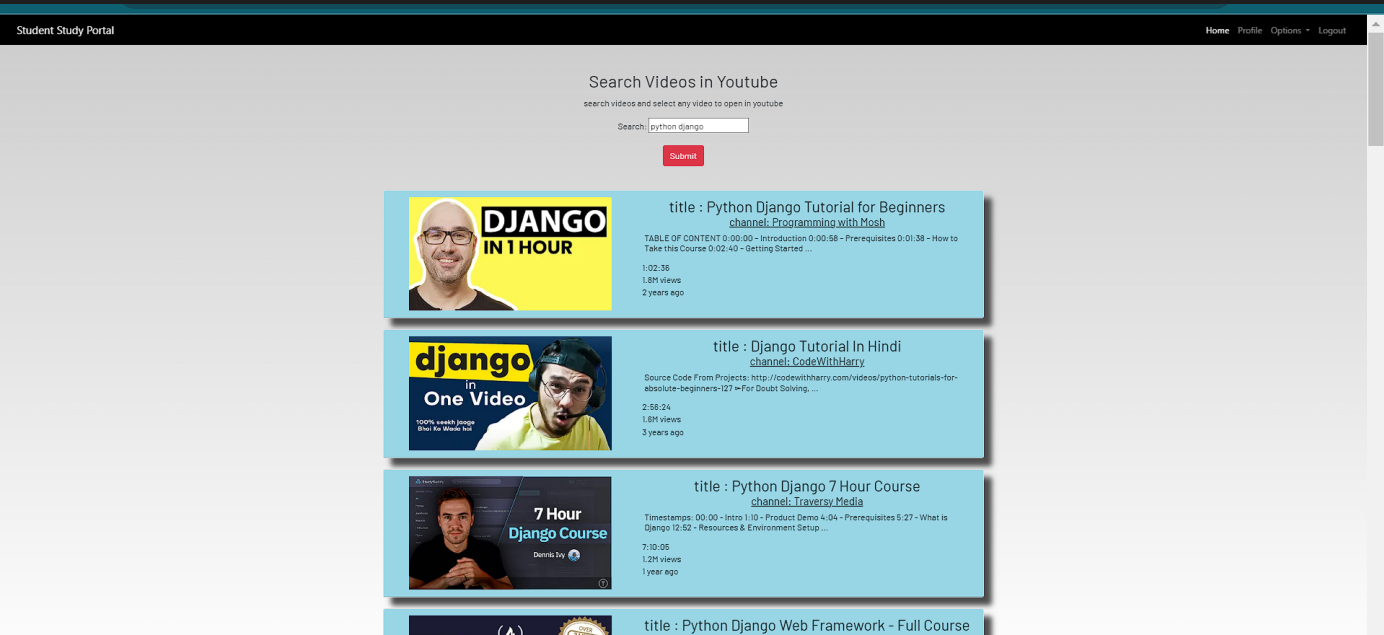 Student Study Portal
Home Profile Options Logout
Search Videos in Youtube
search videos and select any video to open in youtube
Search: python django
Submit
DJANGO
IN 1 HOUR
title : Python Django Tutorial for Beginners
channel: Programming with Mosh
TABLE OF CONTENT 0:00:00 - Introduction 0:00:58 - Prerequisites 0:01:38 - How to
Take this Course 0:02:40 - Getting Started ...
1:02:36
1.8M views
2 years ago
django
in
One Video
100% seekh jaoge
Bhai Ka Wada hai
title : Django Tutorial In Hindi
channel: CodeWithHarry
Source Code From Projects: http://codewithharry.com/videos/python-tutorials-for-
absolute-beginners-127 ►For Doubt Solving, ...
2:56:24
1.6M views
3 years ago
7 Hour
Django Course
Dennis Ivy
title : Python Django 7 Hour Course
channel: Traversy Media
Timestamps: 00:00 - Intro 1:10 - Product Demo 4:04 - Prerequisites 5:27 - What is
Django 12:52 - Resources & Environment Setup ...
7:10:05
1.2M views
1 year ago
OVER
title : Python Django Web Framework - Full Course